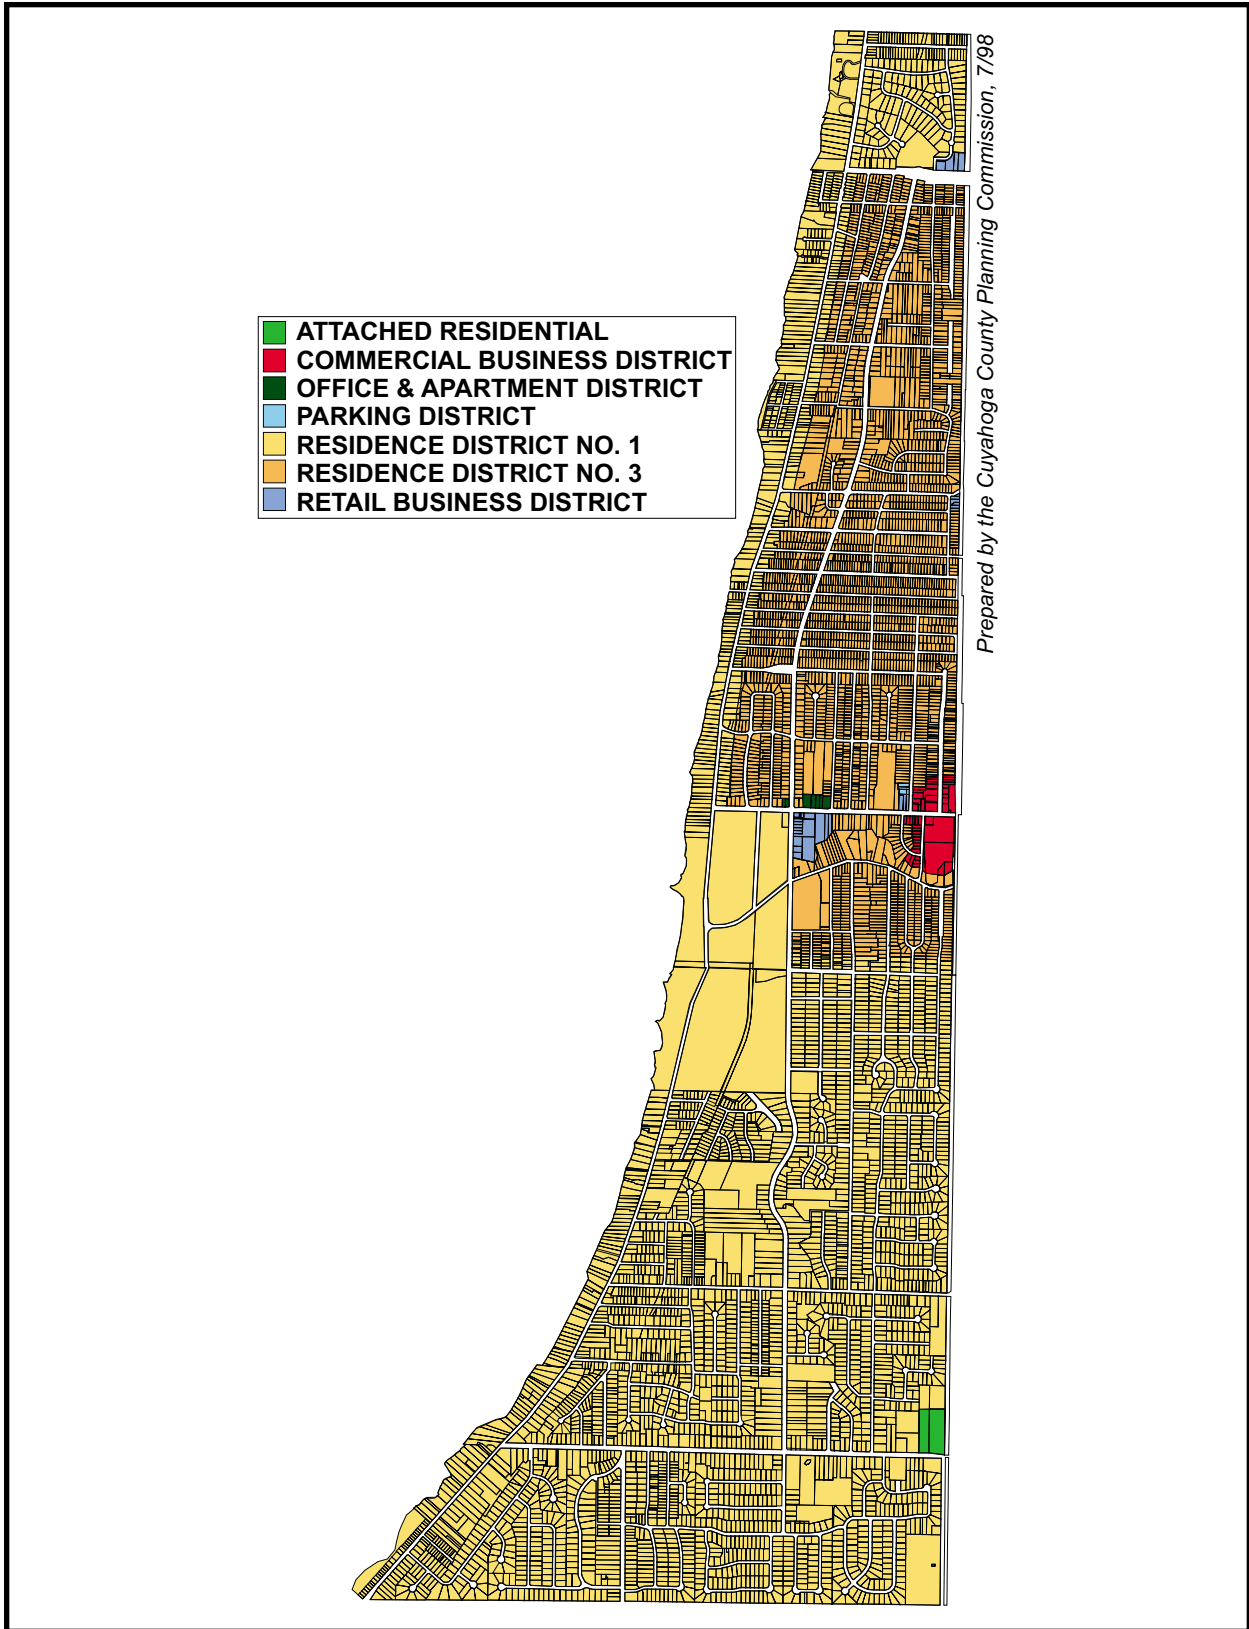 ATTACHED RESIDENTIAL
COMMERCIAL BUSINESS DISTRICT
OFFICE & APARTMENT DISTRICT
PARKING DISTRICT
RESIDENCE DISTRICT NO. 1
RESIDENCE DISTRICT NO. 3
RETAIL BUSINESS DISTRICT
Prepared by the Cuyahoga County Planning Commission, 7/98